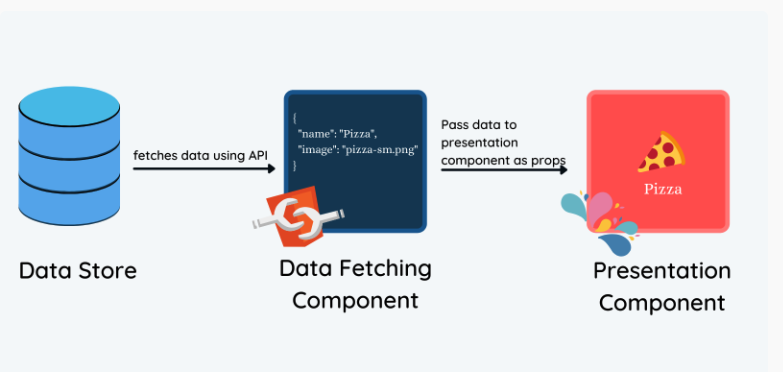 fetches data using API
{
"name": "Pizza",
"image": "pizza-sm.png"
}
Pass data to
presentation
component as props
Pizza
Data Store
Data Fetching
Component
Presentation
Component